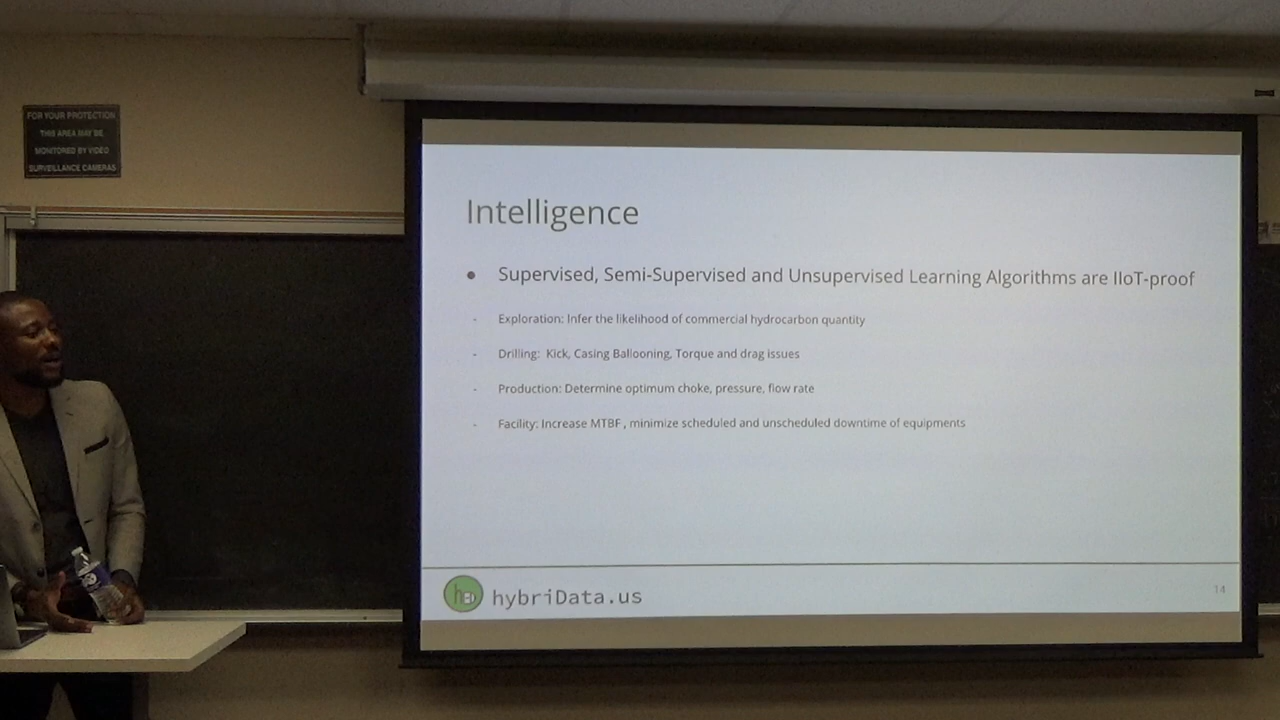 FOR YOUR PROTECTION
THIS AREA MAY BE
MONITORED BY VIDEO
SURVEILLANCE CAMERAS
Intelligence
● Supervised, Semi-Supervised and Unsupervised Learning Algorithms are IIoT-proof
- Exploration: Infer the likelihood of commercial hydrocarbon quantity
- Drilling: Kick, Casing Ballooning, Torque and drag issues
- Production: Determine optimum choke, pressure, flow rate
- Facility: Increase MTBF , minimize scheduled and unscheduled downtime of equipments
hybriData.us
14